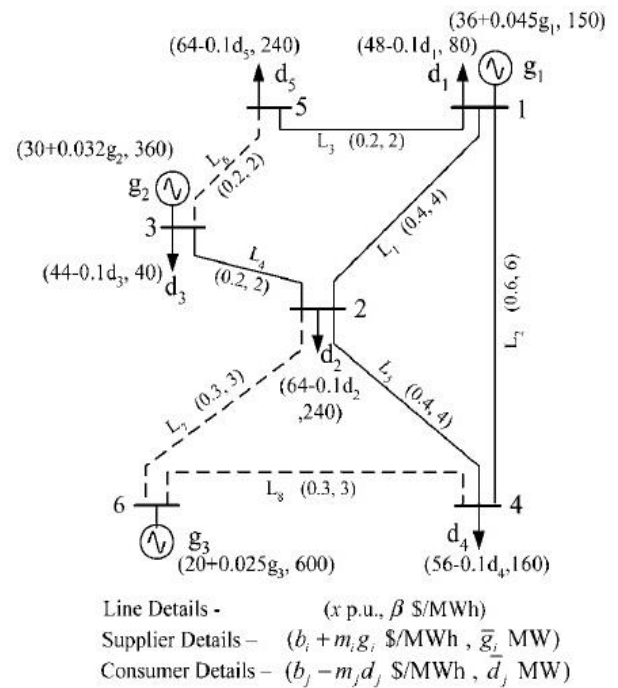 (36+0.045g₁, 150)
(64-0.1d₅, 240)
(48-0.1d₁, 80)
d₅
d₁
g₁
5
1
L₃ (0.2, 2)
(30+0.032g₂, 360)
L₆
(0.2, 2)
g₂
3
L₁ (0.4, 4)
L₄
(0.2, 2)
(44-0.1d₃, 40)
d₃
L₂ (0.6, 6)
2
d₂
(64-0.1d₂
,240)
L₅ (0.4, 4)
L₇ (0.3, 3)
L₈ (0.3, 3)
6
4
g₃
d₄
(20+0.025g₃, 600)
(56-0.1d₄,160)
Line Details - (x p.u., β $/MWh)
Supplier Details – (bᵢ + mᵢgᵢ $/MWh , g̅ᵢ MW)
Consumer Details – (bⱼ − mⱼdⱼ $/MWh , d̅ⱼ MW)